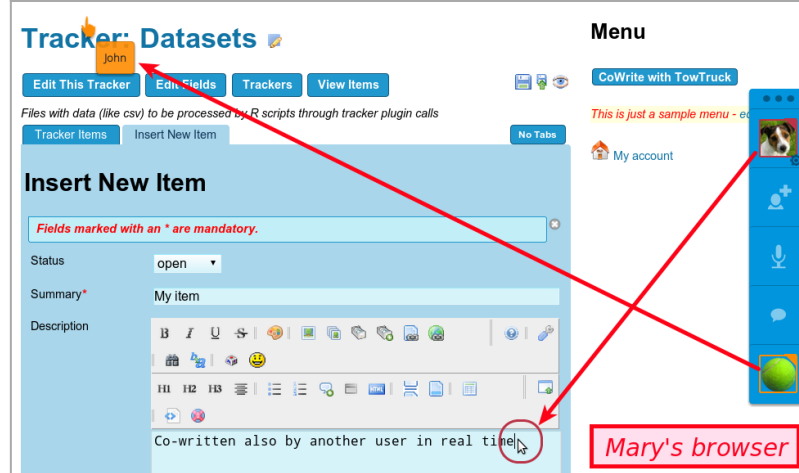 Tracker: Datasets
John
Edit This Tracker Edit Fields Trackers View Items
Files with data (like csv) to be processed by R scripts through tracker plugin calls
Tracker Items Insert New Item No Tabs
Insert New Item
Fields marked with an * are mandatory.
Status open
Summary* My item
Description
B I U S
H1 H2 H3
Co-written also by another user in real time
Menu
CoWrite with TowTruck
This is just a sample menu -
My account
Mary's browser